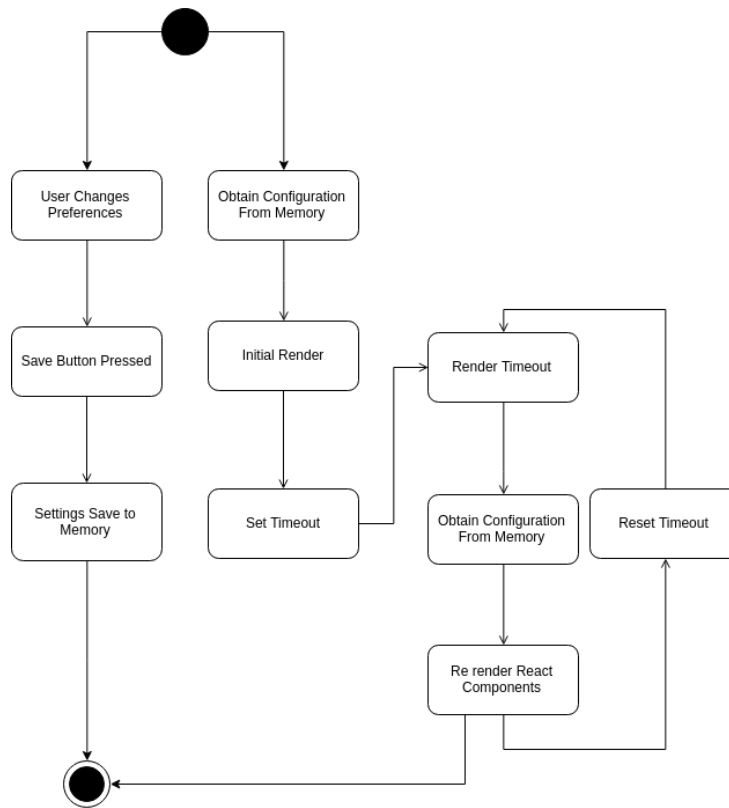 User Changes
Preferences
Obtain Configuration
From Memory
Save Button Pressed
Initial Render
Render Timeout
Settings Save to
Memory
Set Timeout
Obtain Configuration
From Memory
Reset Timeout
Re render React
Components